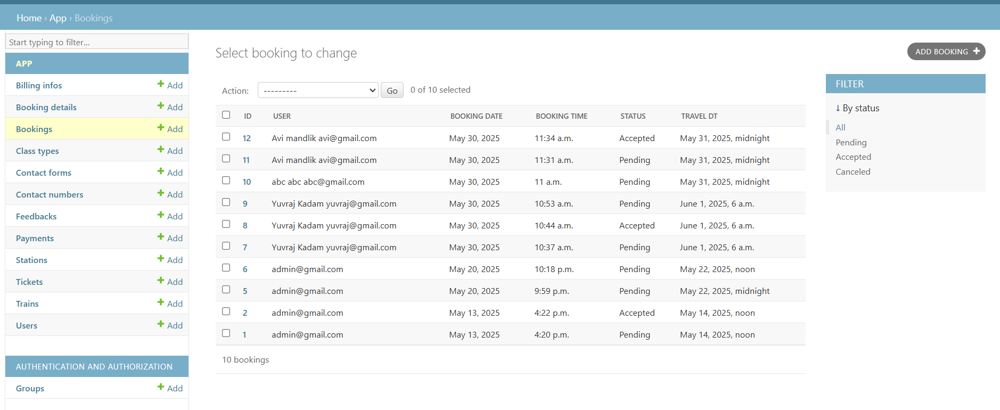 Home › App › Bookings
Start typing to filter...
APP
Billing infos + Add
Booking details + Add
Bookings + Add
Class types + Add
Contact forms + Add
Contact numbers + Add
Feedbacks + Add
Payments + Add
Stations + Add
Tickets + Add
Trains + Add
Users + Add
AUTHENTICATION AND AUTHORIZATION
Groups + Add
Select booking to change
ADD BOOKING +
Action: --------- Go 0 of 10 selected
ID USER BOOKING DATE BOOKING TIME STATUS TRAVEL DT
12 Avi mandlik avi@gmail.com May 30, 2025 11:34 a.m. Accepted May 31, 2025, midnight
11 Avi mandlik avi@gmail.com May 30, 2025 11:31 a.m. Pending May 31, 2025, midnight
10 abc abc abc@gmail.com May 30, 2025 11 a.m. Pending May 31, 2025, midnight
9 Yuvraj Kadam yuvraj@gmail.com May 30, 2025 10:53 a.m. Pending June 1, 2025, 6 a.m.
8 Yuvraj Kadam yuvraj@gmail.com May 30, 2025 10:44 a.m. Accepted June 1, 2025, 6 a.m.
7 Yuvraj Kadam yuvraj@gmail.com May 30, 2025 10:37 a.m. Pending June 1, 2025, 6 a.m.
6 admin@gmail.com May 20, 2025 10:18 p.m. Pending May 22, 2025, noon
5 admin@gmail.com May 20, 2025 9:59 p.m. Pending May 22, 2025, midnight
2 admin@gmail.com May 13, 2025 4:22 p.m. Accepted May 14, 2025, noon
1 admin@gmail.com May 13, 2025 4:20 p.m. Pending May 14, 2025, noon
10 bookings
FILTER
↓ By status
All
Pending
Accepted
Canceled